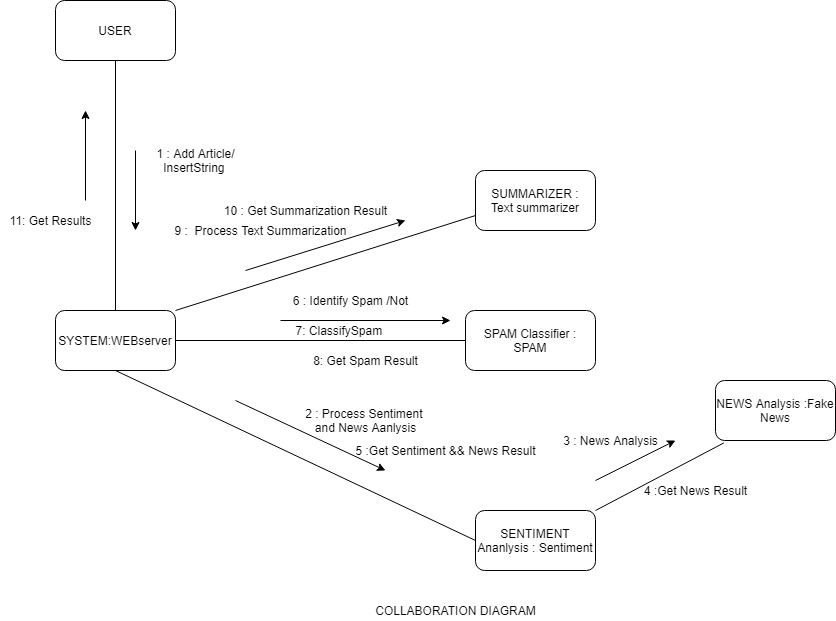 USER
1 : Add Article/
InsertString
11: Get Results
SUMMARIZER :
Text summarizer
10 : Get Summarization Result
9 : Process Text Summarization
6 : Identify Spam /Not
SYSTEM:WEBserver
7: ClassifySpam
SPAM Classifier :
SPAM
8: Get Spam Result
NEWS Analysis :Fake
News
2 : Process Sentiment
and News Aanlysis
5 :Get Sentiment && News Result
3 : News Analysis
4 :Get News Result
SENTIMENT
Ananlysis : Sentiment
COLLABORATION DIAGRAM